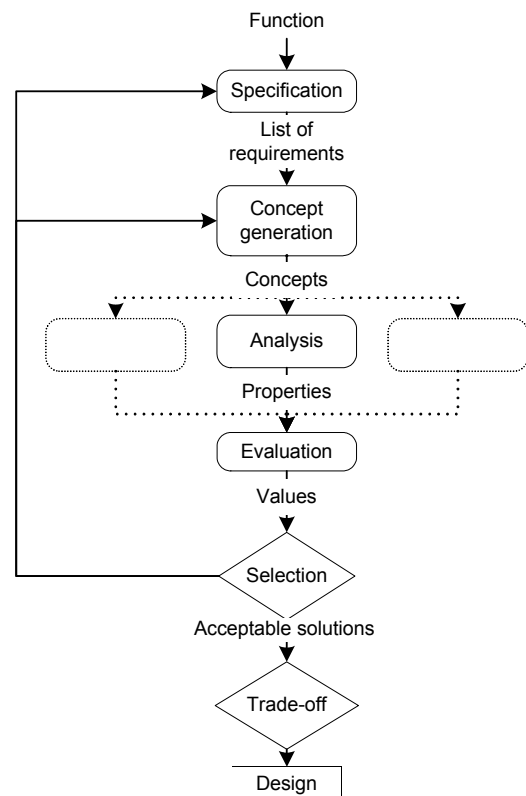 Function
Specification
List of
requirements
Concept
generation
Concepts
Analysis
Properties
Evaluation
Values
Selection
Acceptable solutions
Trade-off
Design